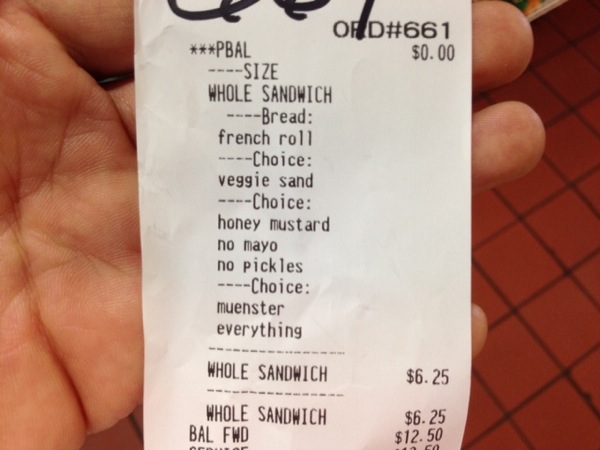 ORD#661
***PBAL $0.00
----SIZE
WHOLE SANDWICH
----Bread:
french roll
----Choice:
veggie sand
----Choice:
honey mustard
no mayo
no pickles
----Choice:
muenster
everything
--------------------
WHOLE SANDWICH $6.25
--------------------
WHOLE SANDWICH $6.25
BAL FWD $12.50